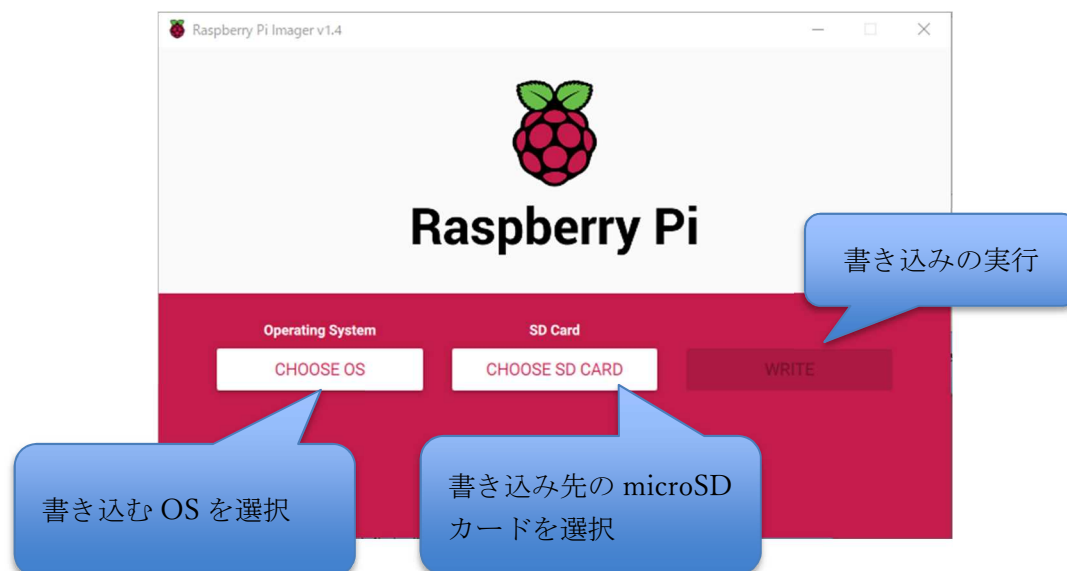 Raspberry Pi Imager v1.4
Raspberry Pi
書き込みの実行
Operating System
SD Card
CHOOSE OS
CHOOSE SD CARD
WRITE
書き込む OS を選択
書き込み先の microSD
カードを選択